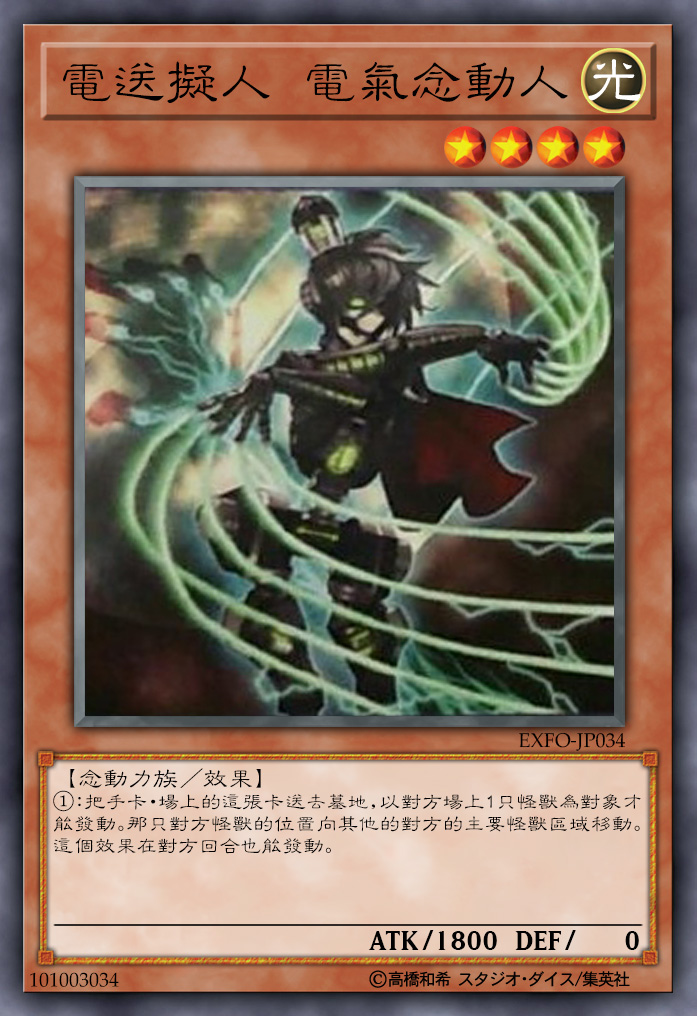 電送擬人 電氣念動人
光
EXFO-JP034
【念動力族／效果】
①:把手卡·場上的這張卡送去墓地,以對方場上1只怪獸為對象才
能發動。那只對方怪獸的位置向其他的對方的主要怪獸區域移動。
這個效果在對方回合也能發動。
ATK/1800 DEF/ 0
101003034
©高橋和希 スタジオ·ダイス/集英社